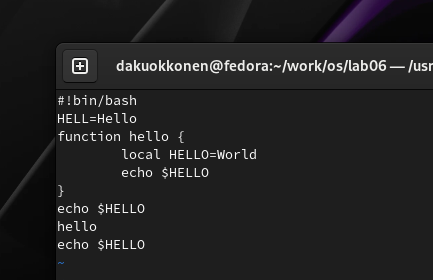 dakuokkonen@fedora:~/work/os/lab06 — /usr
#!bin/bash
HELL=Hello
function hello {
        local HELLO=World
        echo $HELLO
}
echo $HELLO
hello
echo $HELLO
~